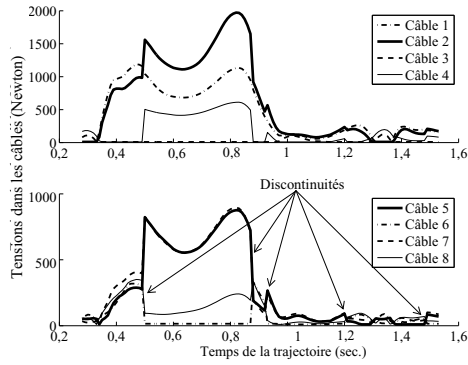 Tensions dans les câbles (Newton)
2000
1500
1000
500
0
0,2 0,4 0,6 0,8 1 1,2 1,4 1,6
Câble 1
Câble 2
Câble 3
Câble 4
1000
500
0
0,2 0,4 0,6 0,8 1 1,2 1,4 1,6
Discontinuités
Câble 5
Câble 6
Câble 7
Câble 8
Temps de la trajectoire (sec.)